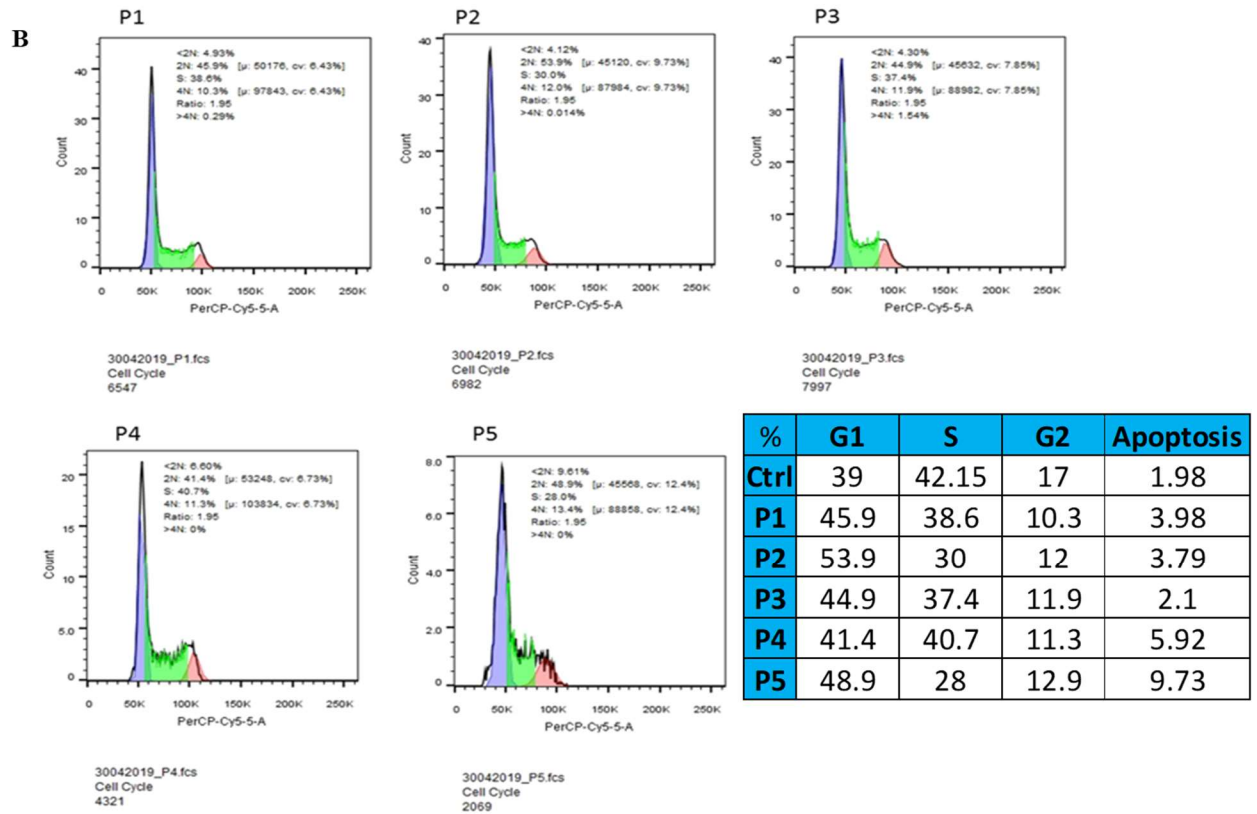 B
P1
<2N: 4.93%
2N: 45.9% [μ: 50176, cv: 6.43%]
S: 38.6%
4N: 10.3% [μ: 97843, cv: 6.43%]
Ratio: 1.95
>4N: 0.29%
Count
40
30
20
10
0
0 50K 100K 150K 200K 250K
PerCP-Cy5-5-A
30042019_P1.fcs
Cell Cycle
6547
P2
<2N: 4.12%
2N: 53.9% [μ: 45120, cv: 9.73%]
S: 30.0%
4N: 12.0% [μ: 87984, cv: 9.73%]
Ratio: 1.95
>4N: 0.014%
Count
40
30
20
10
0
0 50K 100K 150K 200K 250K
PerCP-Cy5-5-A
30042019_P2.fcs
Cell Cycle
6982
P3
<2N: 4.30%
2N: 44.9% [μ: 45632, cv: 7.85%]
S: 37.4%
4N: 11.9% [μ: 88982, cv: 7.85%]
Ratio: 1.95
>4N: 1.54%
Count
40
30
20
10
0
0 50K 100K 150K 200K 250K
PerCP-Cy5-5-A
30042019_P3.fcs
Cell Cycle
7997
P4
<2N: 6.60%
2N: 41.4% [μ: 53248, cv: 6.73%]
S: 40.7%
4N: 11.3% [μ: 103834, cv: 6.73%]
Ratio: 1.95
>4N: 0%
Count
20
15
10
5.0
0
0 50K 100K 150K 200K 250K
PerCP-Cy5-5-A
30042019_P4.fcs
Cell Cycle
4321
P5
<2N: 9.61%
2N: 48.9% [μ: 45568, cv: 12.4%]
S: 28.0%
4N: 13.4% [μ: 88858, cv: 12.4%]
Ratio: 1.95
>4N: 0%
Count
8.0
6.0
4.0
2.0
0
0 50K 100K 150K 200K 250K
PerCP-Cy5-5-A
30042019_P5.fcs
Cell Cycle
2069
% G1 S G2 Apoptosis
Ctrl 39 42.15 17 1.98
P1 45.9 38.6 10.3 3.98
P2 53.9 30 12 3.79
P3 44.9 37.4 11.9 2.1
P4 41.4 40.7 11.3 5.92
P5 48.9 28 12.9 9.73